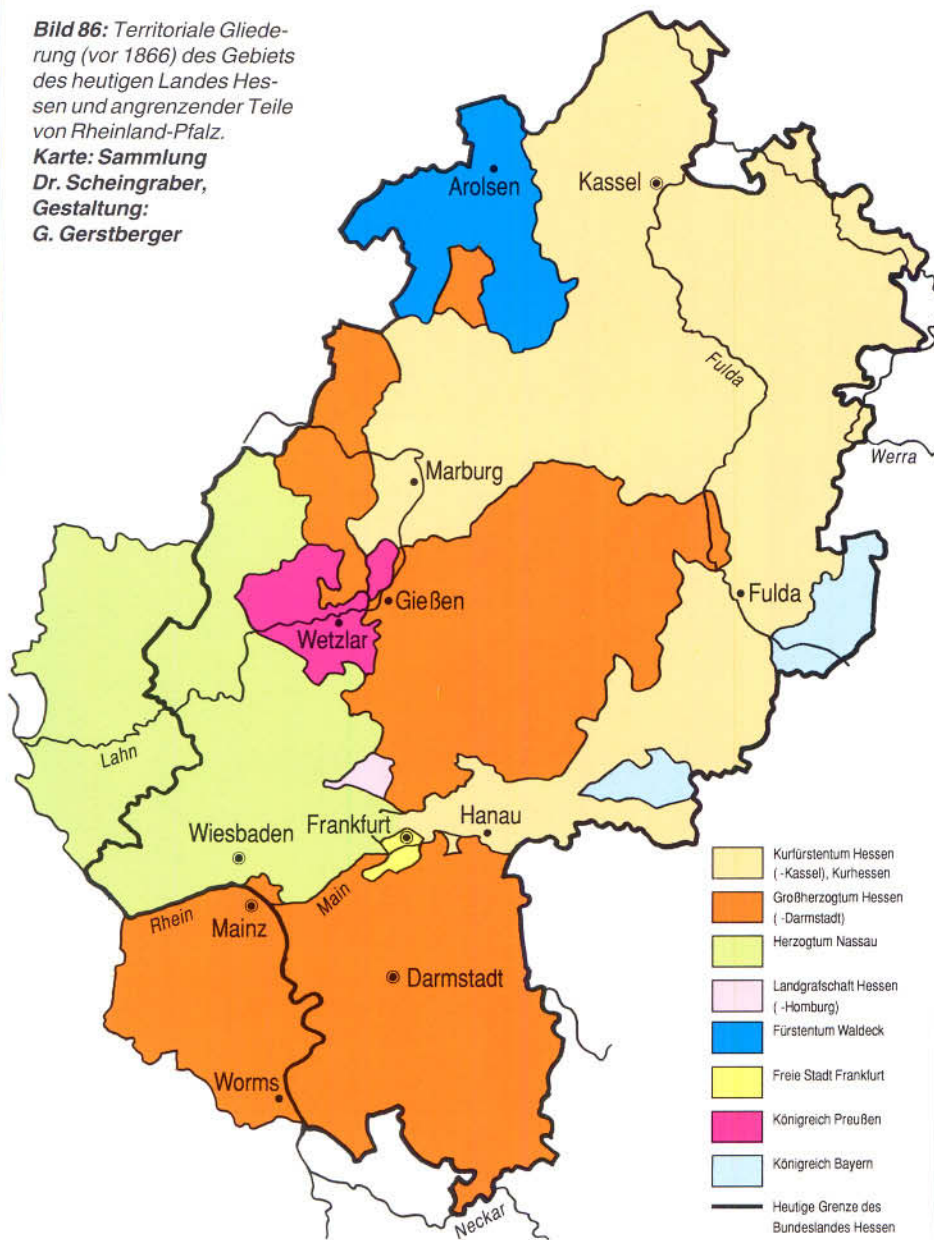 Bild 86: Territoriale Gliede-
rung (vor 1866) des Gebiets
des heutigen Landes Hes-
sen und angrenzender Teile
von Rheinland-Pfalz.
Karte: Sammlung
Dr. Scheingraber,
Gestaltung:
G. Gerstberger
Arolsen
Kassel
Fulda
Werra
Marburg
Gießen
Fulda
Wetzlar
Lahn
Wiesbaden
Frankfurt
Hanau
Rhein
Main
Mainz
Darmstadt
Worms
Neckar
Kurfürstentum Hessen
(-Kassel), Kurhessen
Großherzogtum Hessen
(-Darmstadt)
Herzogtum Nassau
Landgrafschaft Hessen
(-Homburg)
Fürstentum Waldeck
Freie Stadt Frankfurt
Königreich Preußen
Königreich Bayern
Heutige Grenze des
Bundeslandes Hessen